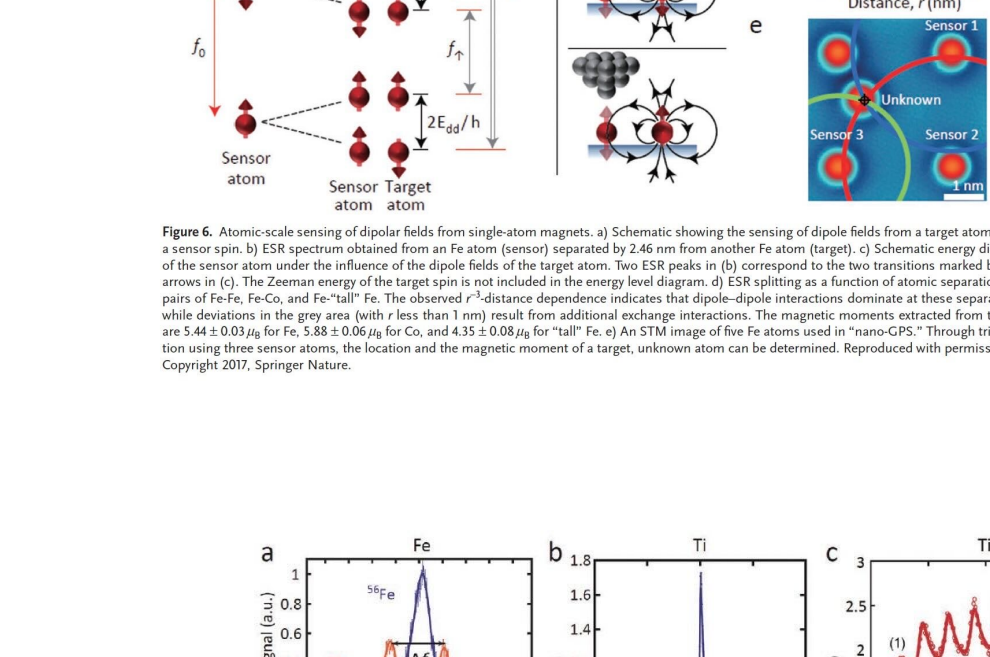 Distance, r (nm)
e
Sensor 1
f0
f↑
Unknown
2Edd/h
Sensor 3
Sensor 2
1 nm
Sensor
atom
Sensor Target
atom atom
Figure 6. Atomic-scale sensing of dipolar fields from single-atom magnets. a) Schematic showing the sensing of dipole fields from a target atom
a sensor spin. b) ESR spectrum obtained from an Fe atom (sensor) separated by 2.46 nm from another Fe atom (target). c) Schematic energy di
of the sensor atom under the influence of the dipole fields of the target atom. Two ESR peaks in (b) correspond to the two transitions marked b
arrows in (c). The Zeeman energy of the target spin is not included in the energy level diagram. d) ESR splitting as a function of atomic separatio
pairs of Fe-Fe, Fe-Co, and Fe-“tall” Fe. The observed r−3-distance dependence indicates that dipole–dipole interactions dominate at these separa
while deviations in the grey area (with r less than 1 nm) result from additional exchange interactions. The magnetic moments extracted from t
are 5.44 ± 0.03 μB for Fe, 5.88 ± 0.06 μB for Co, and 4.35 ± 0.08 μB for “tall” Fe. e) An STM image of five Fe atoms used in “nano-GPS.” Through tri
tion using three sensor atoms, the location and the magnetic moment of a target, unknown atom can be determined. Reproduced with permiss
Copyright 2017, Springer Nature.
a
Fe
b
Ti
c
Ti
1
0.8
0.6
gnal (a.u.)
56Fe
1.8
1.6
1.4
3
2.5
2
(1)